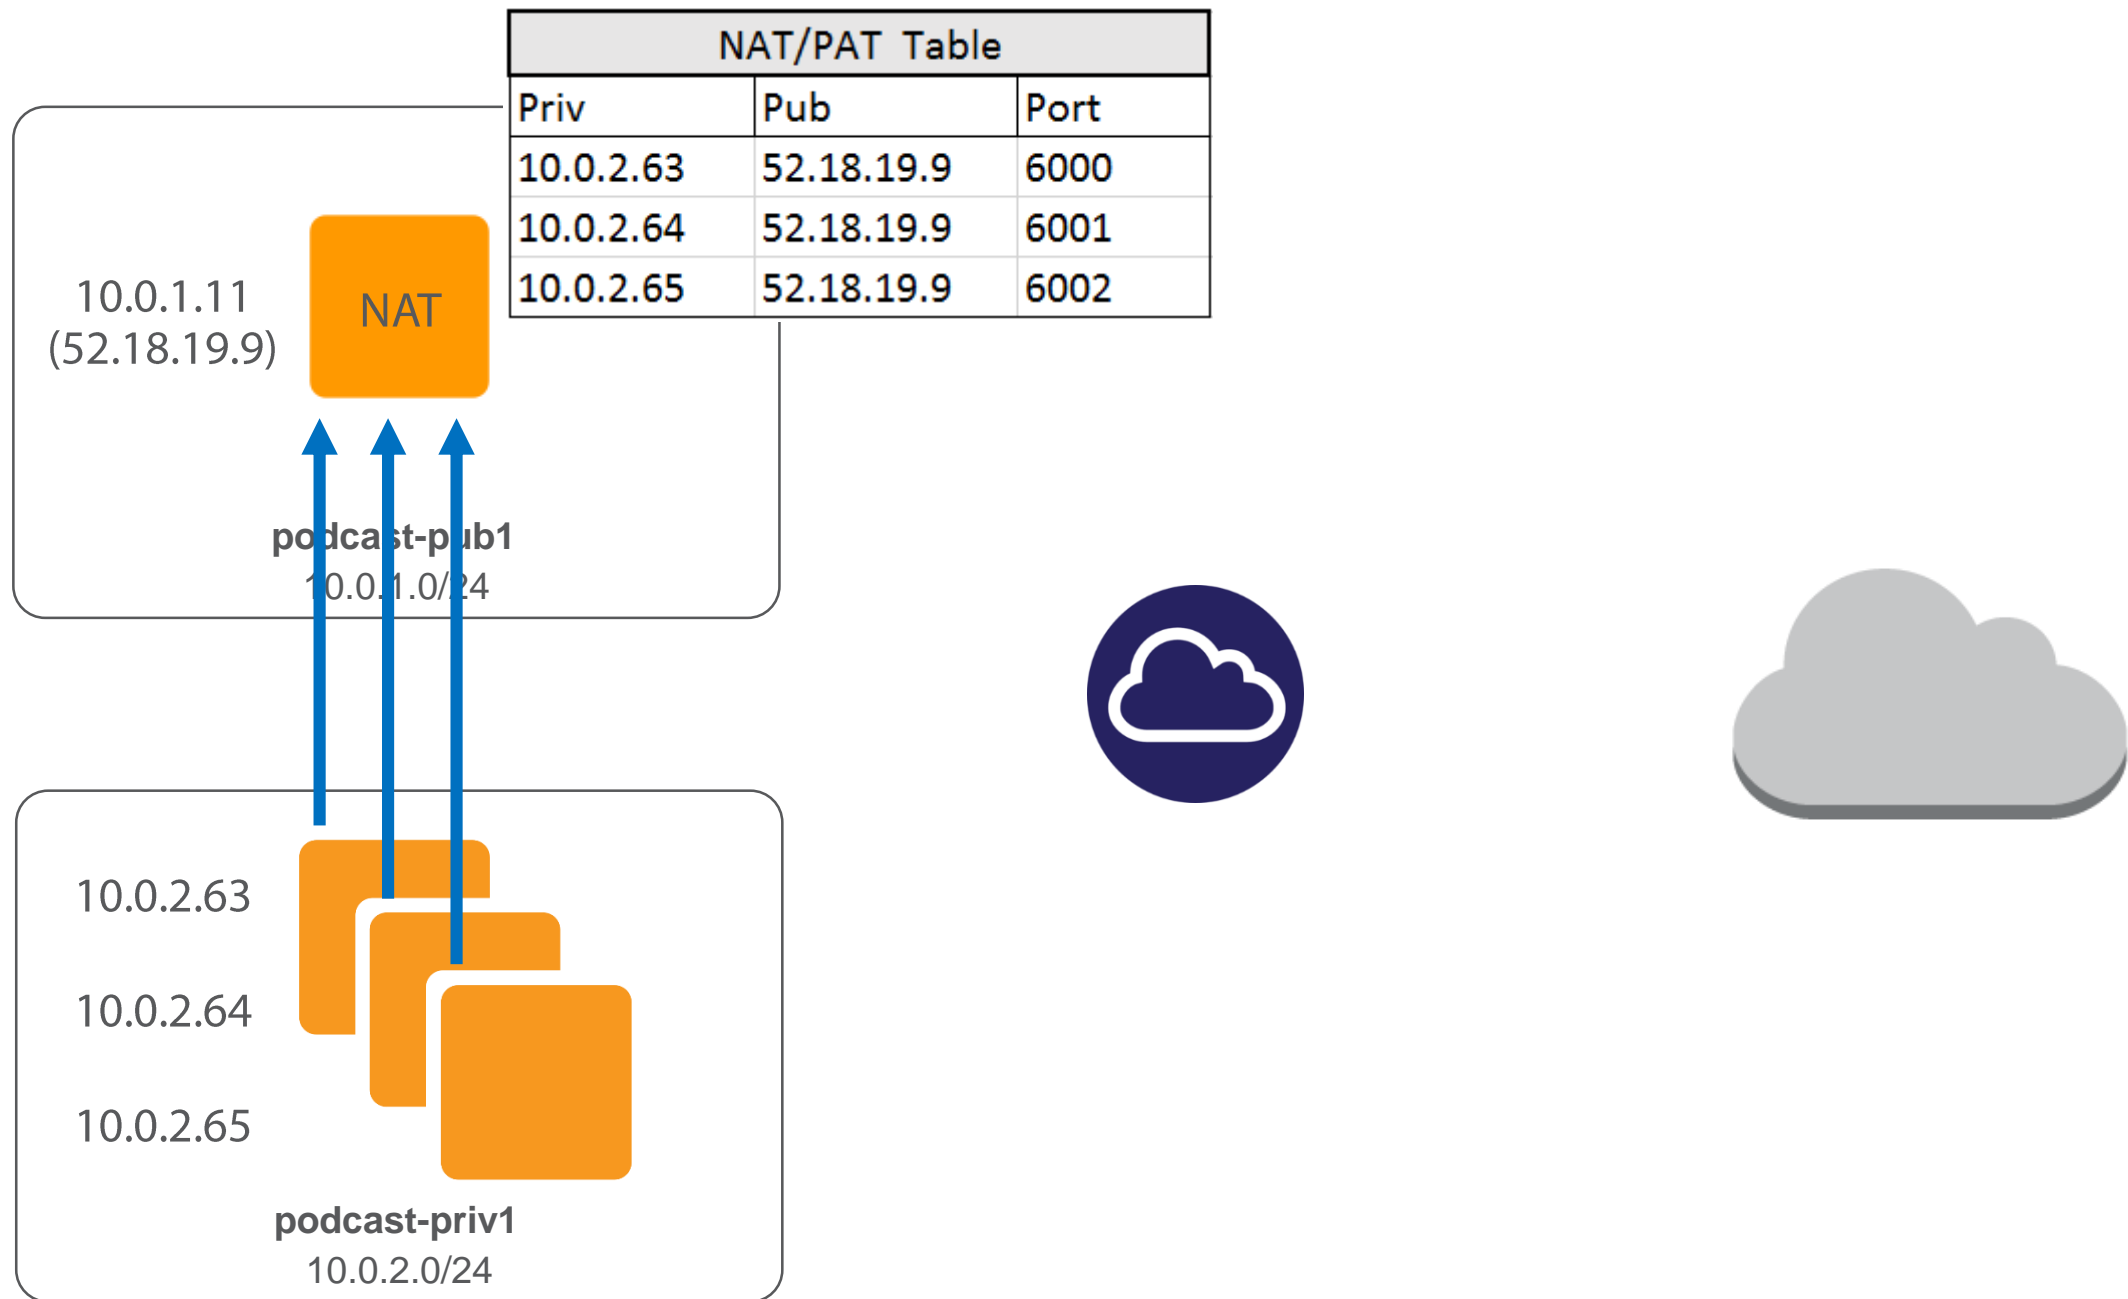 NAT/PAT Table
Priv Pub Port
10.0.2.63 52.18.19.9 6000
10.0.2.64 52.18.19.9 6001
10.0.2.65 52.18.19.9 6002
10.0.1.11
(52.18.19.9)
NAT
podcast-pub1
10.0.1.0/24
10.0.2.63
10.0.2.64
10.0.2.65
podcast-priv1
10.0.2.0/24